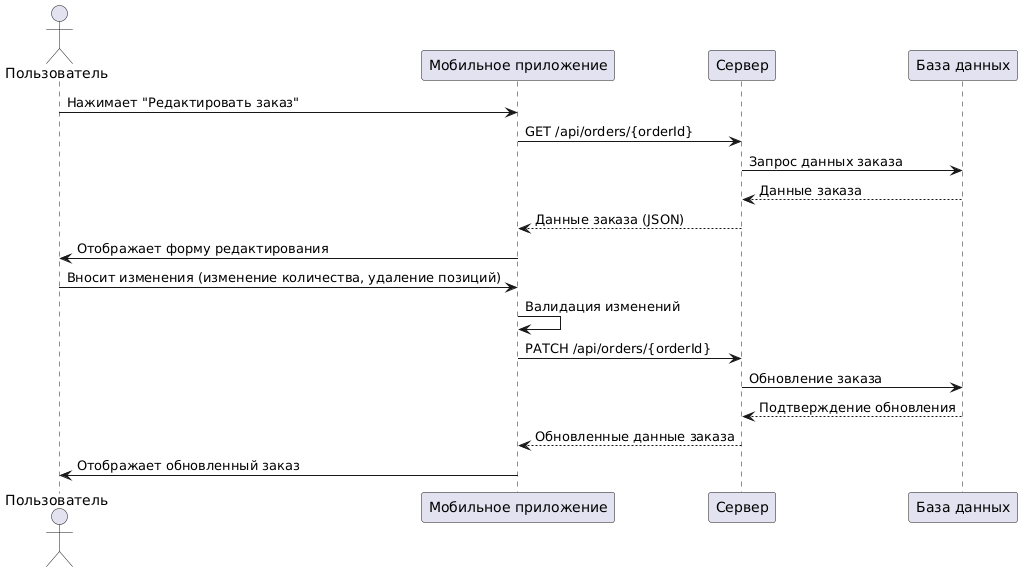 Пользователь
Мобильное приложение
Сервер
База данных
Нажимает "Редактировать заказ"
GET /api/orders/{orderId}
Запрос данных заказа
Данные заказа
Данные заказа (JSON)
Отображает форму редактирования
Вносит изменения (изменение количества, удаление позиций)
Валидация изменений
PATCH /api/orders/{orderId}
Обновление заказа
Подтверждение обновления
Обновленные данные заказа
Отображает обновленный заказ
Пользователь
Мобильное приложение
Сервер
База данных